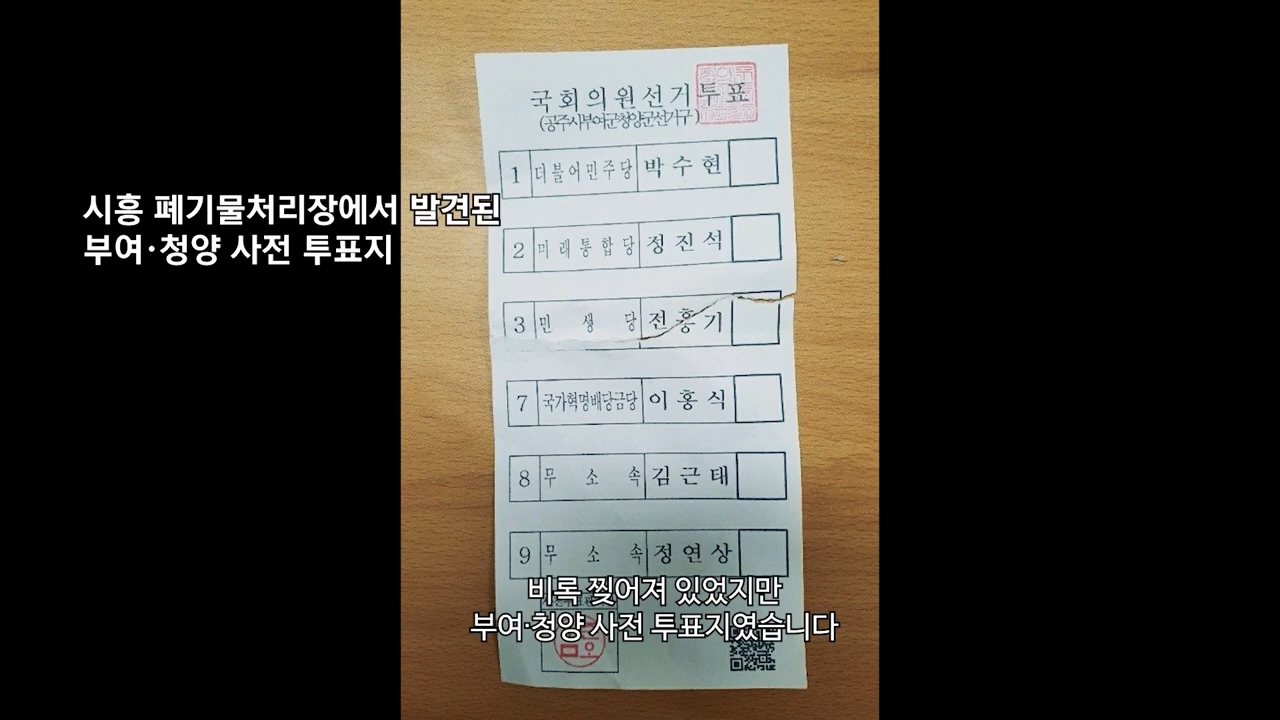 국회의원선거투표
(공주시부여군청양군선거구)
1 더불어민주당 박수현
시흥 폐기물처리장에서 발견된
부여·청양 사전 투표지
2 미래통합당 정진석
3 민생당 전홍기
7 국가혁명배당금당 이홍식
8 무소속 김근태
9 무소속 정연상
비록 찢어져 있었지만
부여·청양 사전 투표지였습니다